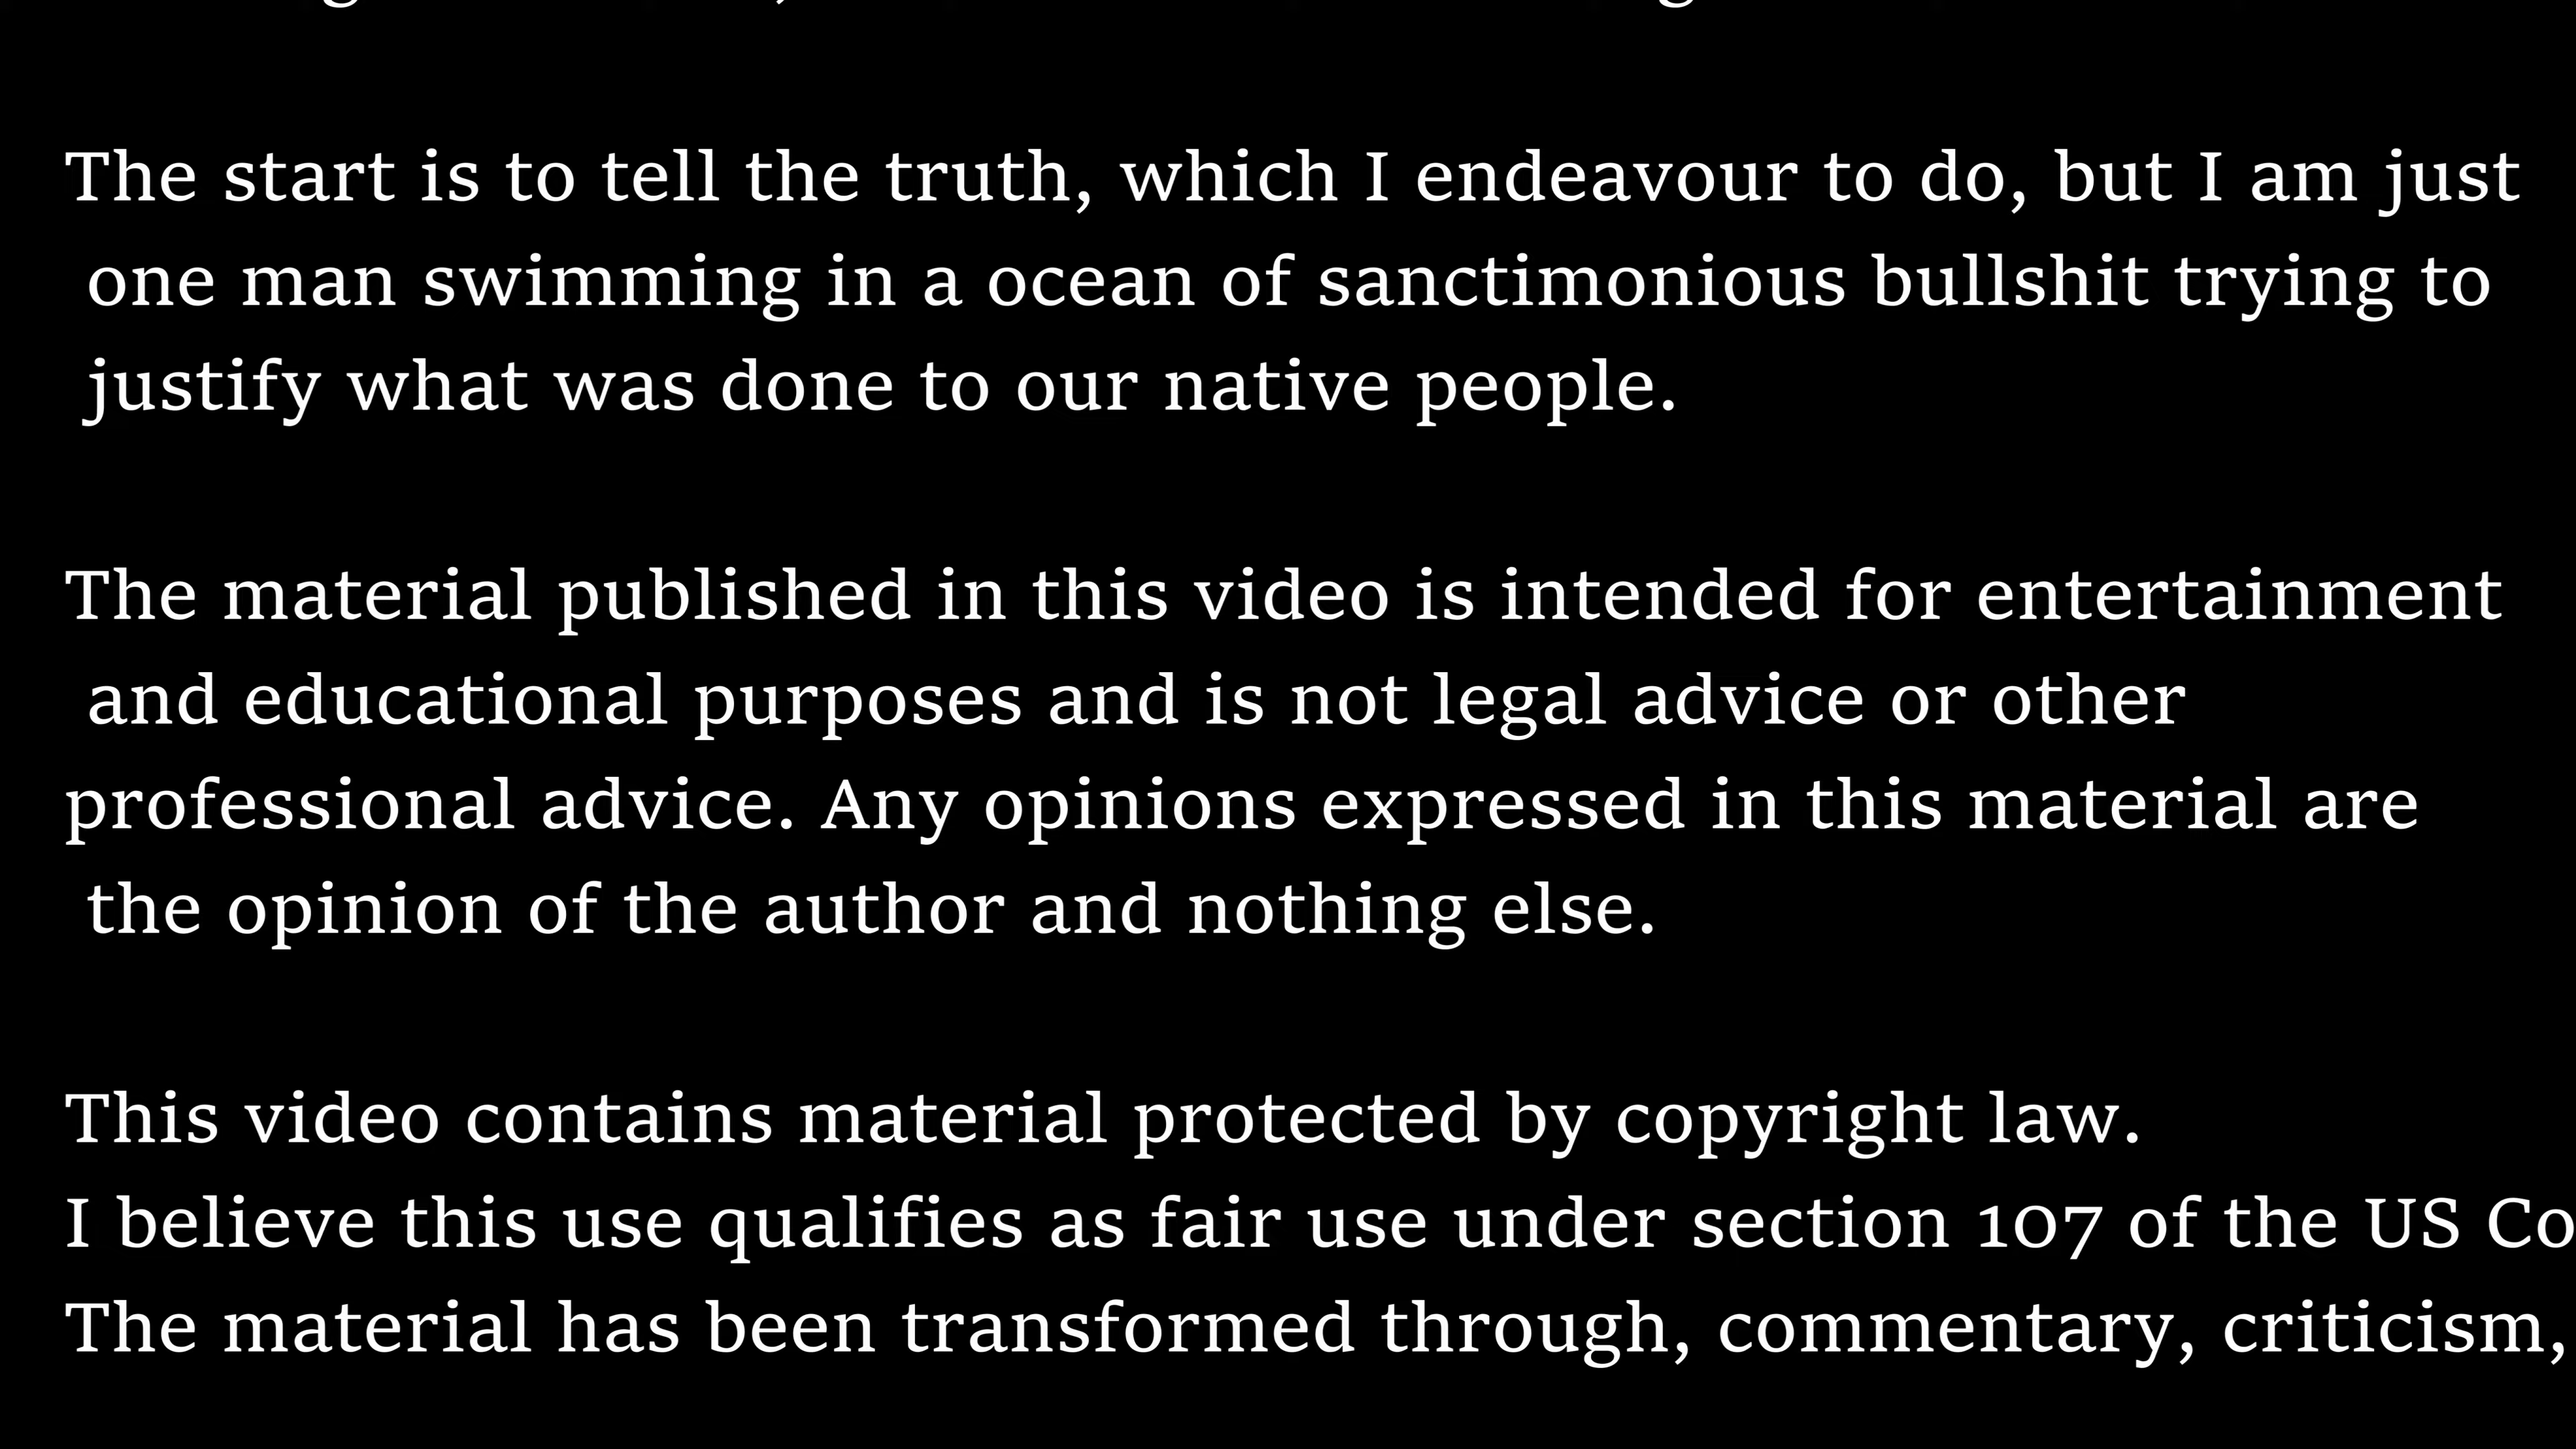 The start is to tell the truth, which I endeavour to do, but I am just
one man swimming in a ocean of sanctimonious bullshit trying to
justify what was done to our native people.
The material published in this video is intended for entertainment
and educational purposes and is not legal advice or other
professional advice. Any opinions expressed in this material are
the opinion of the author and nothing else.
This video contains material protected by copyright law.
I believe this use qualifies as fair use under section 107 of the US Co
The material has been transformed through, commentary, criticism,